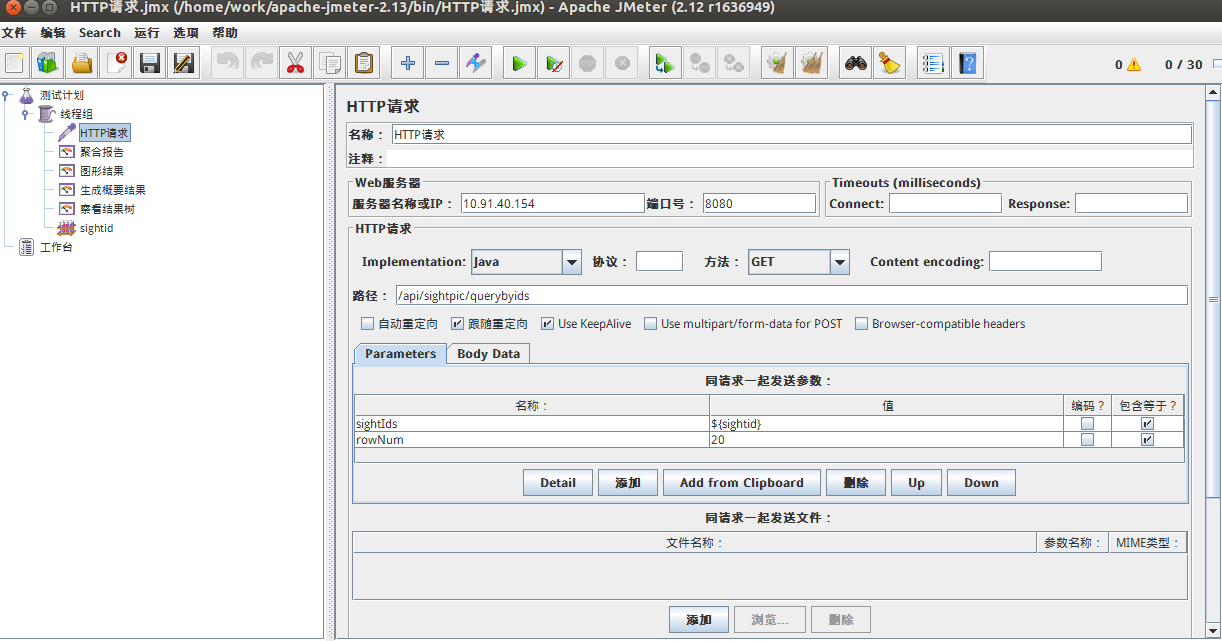 HTTP请求.jmx (/home/work/apache-jmeter-2.13/bin/HTTP请求.jmx) - Apache JMeter (2.12 r1636949)
文件 编辑 Search 运行 选项 帮助
0 0 / 30
测试计划
线程组
HTTP请求
聚合报告
图形结果
生成概要结果
察看结果树
sightid
工作台
HTTP请求
名称： HTTP请求
注释：
Web服务器
服务器名称或IP： 10.91.40.154 端口号： 8080
Timeouts (milliseconds)
Connect: Response:
HTTP请求
Implementation: Java 协议： 方法： GET Content encoding:
路径： /api/sightpic/querybyids
自动重定向 跟随重定向 Use KeepAlive Use multipart/form-data for POST Browser-compatible headers
Parameters Body Data
同请求一起发送参数：
名称： 值 编码？ 包含等于？
sightIds ${sightid}
rowNum 20
Detail 添加 Add from Clipboard 删除 Up Down
同请求一起发送文件：
文件名称： 参数名称： MIME类型：
添加 浏览... 删除